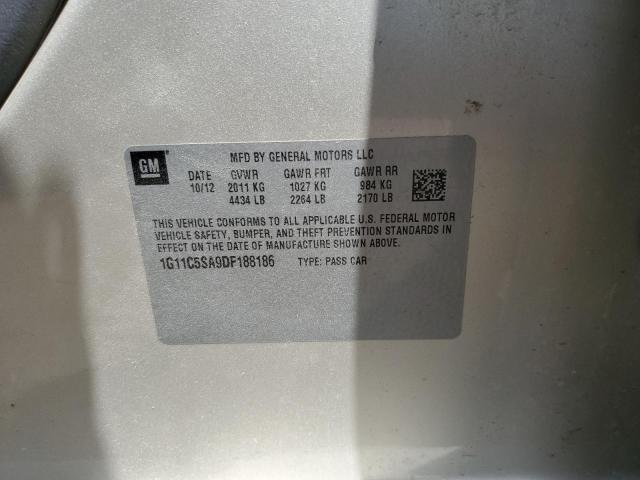 GM
MFD BY GENERAL MOTORS LLC
DATE GVWR GAWR FRT GAWR RR
10/12 2011 KG 1027 KG 984 KG
4434 LB 2264 LB 2170 LB
THIS VEHICLE CONFORMS TO ALL APPLICABLE U.S. FEDERAL MOTOR
VEHICLE SAFETY, BUMPER, AND THEFT PREVENTION STANDARDS IN
EFFECT ON THE DATE OF MANUFACTURE SHOWN ABOVE.
1G11C5SA9DF188186 TYPE: PASS CAR